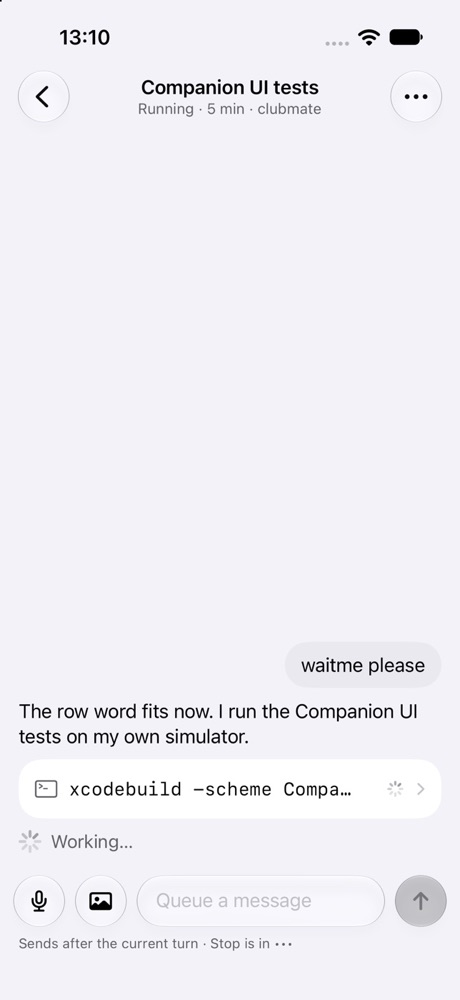 13:10
Companion UI tests
Running · 5 min · clubmate
waitme please
The row word fits now. I run the Companion UI
tests on my own simulator.
xcodebuild -scheme Compa…
Working...
Queue a message
Sends after the current turn · Stop is in •••